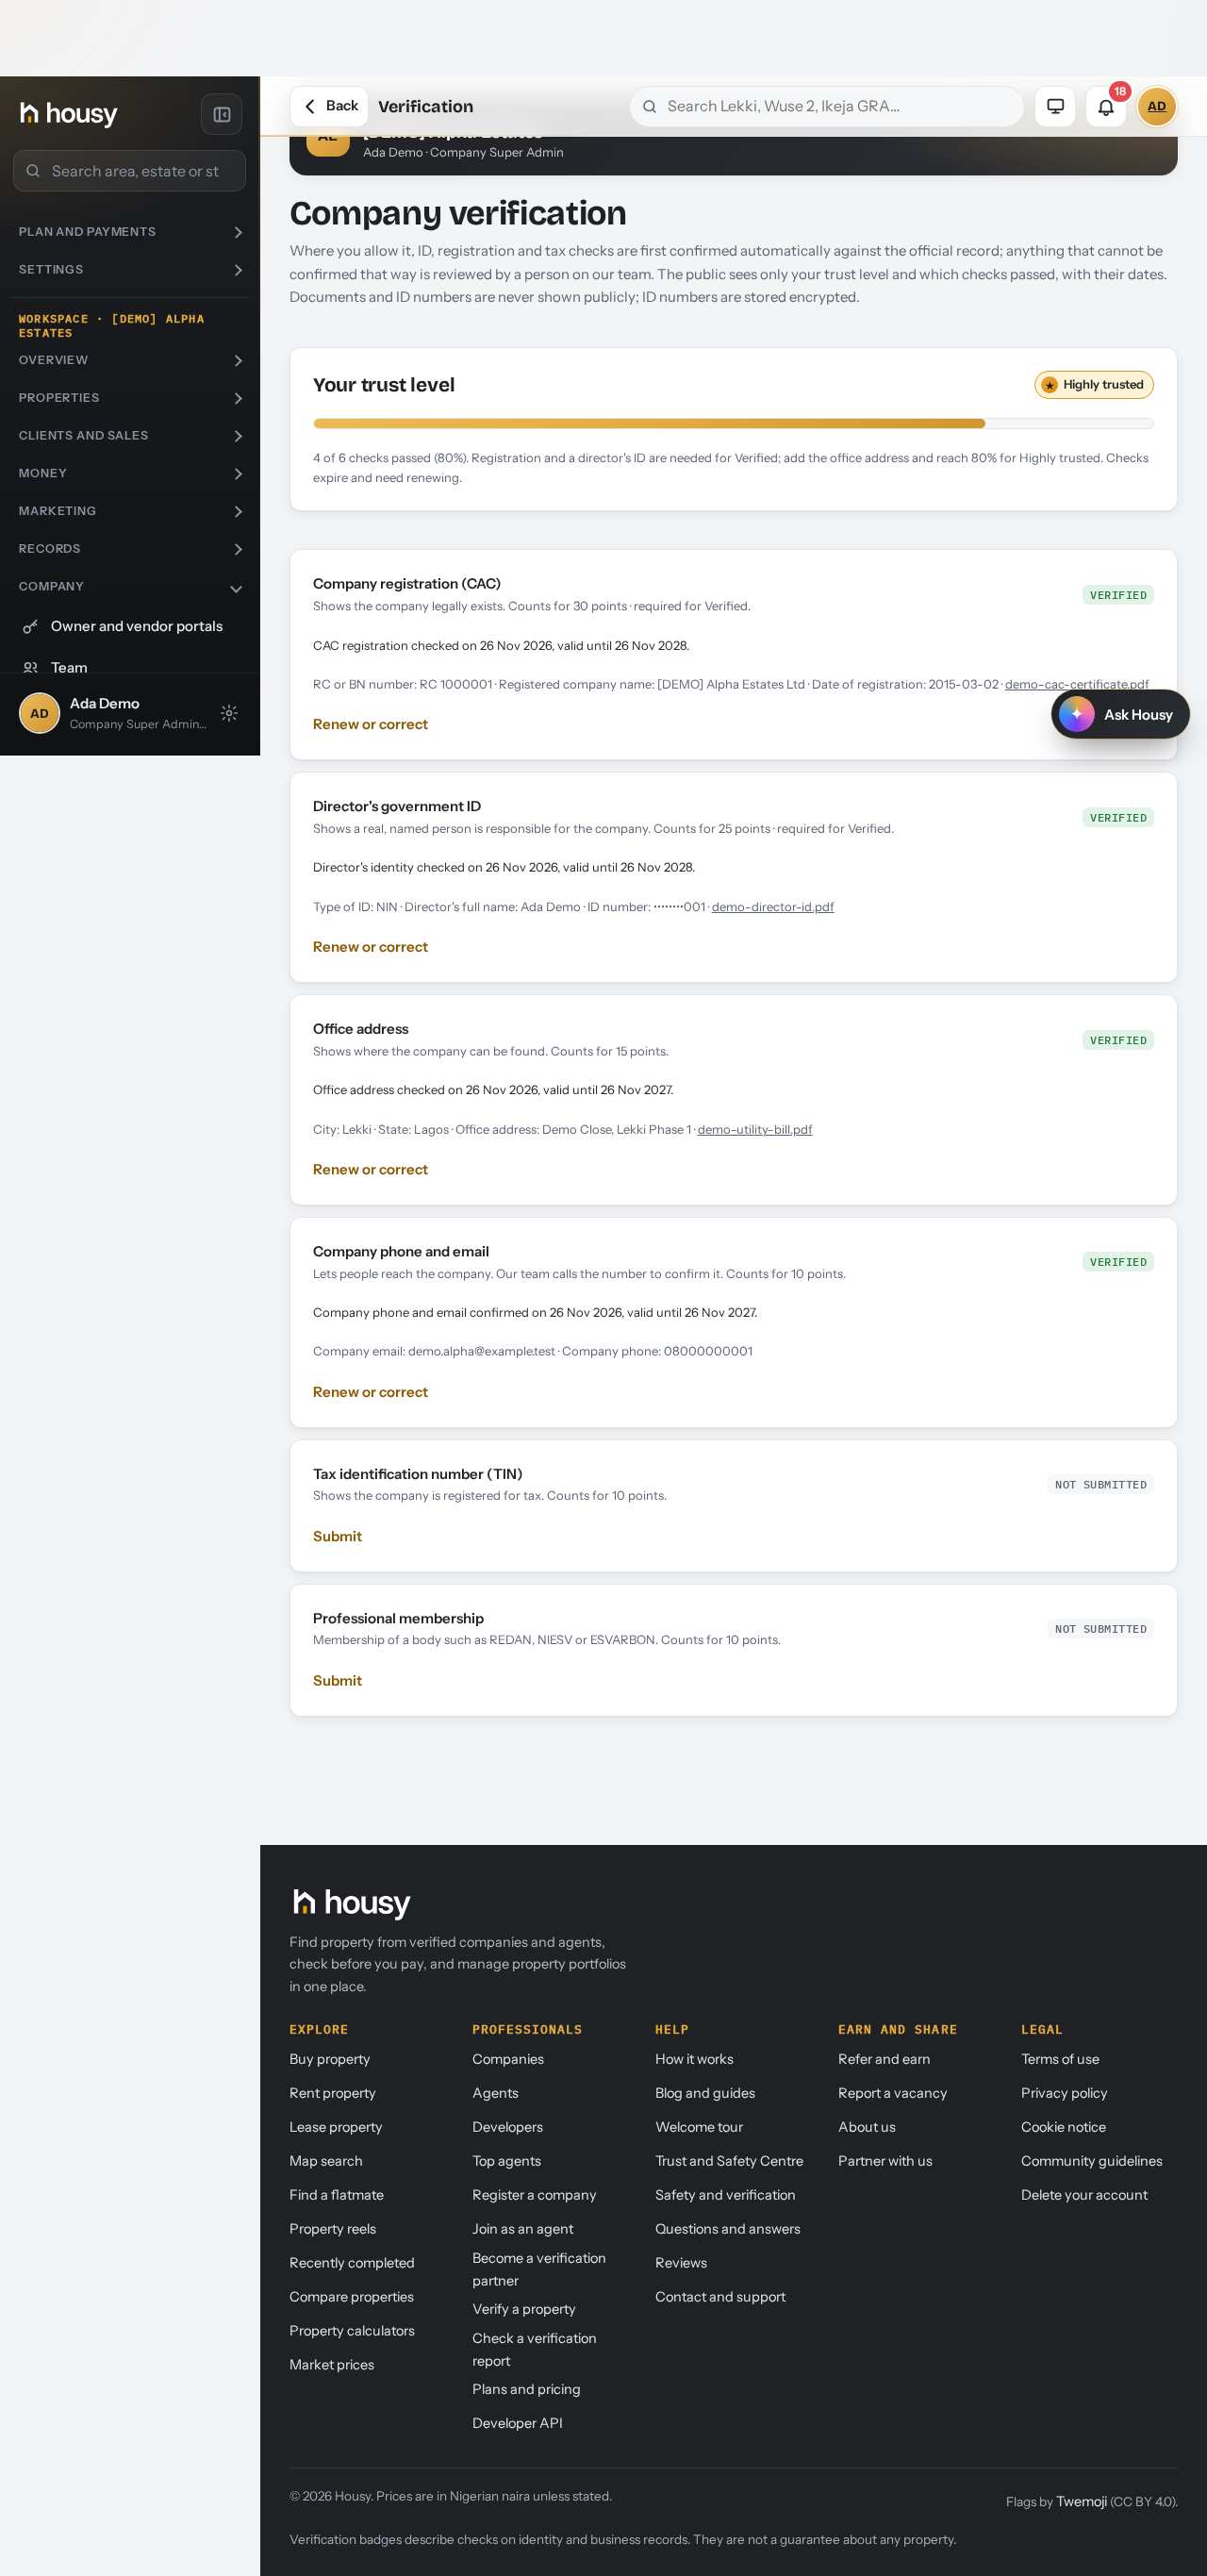 housy
Search area, estate or st
PLAN AND PAYMENTS
SETTINGS
WORKSPACE · [DEMO] ALPHA
ESTATES
OVERVIEW
PROPERTIES
CLIENTS AND SALES
MONEY
MARKETING
RECORDS
COMPANY
Owner and vendor portals
Team
AD
Ada Demo
Company Super Admin...
Back
Verification
Search Lekki, Wuse 2, Ikeja GRA...
18
AD
Ada Demo · Company Super Admin
Company verification
Where you allow it, ID, registration and tax checks are first confirmed automatically against the official record; anything that cannot be
confirmed that way is reviewed by a person on our team. The public sees only your trust level and which checks passed, with their dates.
Documents and ID numbers are never shown publicly; ID numbers are stored encrypted.
Your trust level
Highly trusted
4 of 6 checks passed (80%). Registration and a director's ID are needed for Verified; add the office address and reach 80% for Highly trusted. Checks
expire and need renewing.
Company registration (CAC)
VERIFIED
Shows the company legally exists. Counts for 30 points · required for Verified.
CAC registration checked on 26 Nov 2026, valid until 26 Nov 2028.
RC or BN number: RC 1000001 · Registered company name: [DEMO] Alpha Estates Ltd · Date of registration: 2015-03-02 · demo-cac-certificate.pdf
Renew or correct
Ask Housy
Director's government ID
VERIFIED
Shows a real, named person is responsible for the company. Counts for 25 points · required for Verified.
Director's identity checked on 26 Nov 2026, valid until 26 Nov 2028.
Type of ID: NIN · Director's full name: Ada Demo · ID number: ••••••••001 · demo-director-id.pdf
Renew or correct
Office address
VERIFIED
Shows where the company can be found. Counts for 15 points.
Office address checked on 26 Nov 2026, valid until 26 Nov 2027.
City: Lekki · State: Lagos · Office address: Demo Close, Lekki Phase 1 · demo-utility-bill.pdf
Renew or correct
Company phone and email
VERIFIED
Lets people reach the company. Our team calls the number to confirm it. Counts for 10 points.
Company phone and email confirmed on 26 Nov 2026, valid until 26 Nov 2027.
Company email: demo.alpha@example.test · Company phone: 08000000001
Renew or correct
Tax identification number (TIN)
NOT SUBMITTED
Shows the company is registered for tax. Counts for 10 points.
Submit
Professional membership
NOT SUBMITTED
Membership of a body such as REDAN, NIESV or ESVARBON. Counts for 10 points.
Submit
housy
Find property from verified companies and agents,
check before you pay, and manage property portfolios
in one place.
EXPLORE
Buy property
Rent property
Lease property
Map search
Find a flatmate
Property reels
Recently completed
Compare properties
Property calculators
Market prices
PROFESSIONALS
Companies
Agents
Developers
Top agents
Register a company
Join as an agent
Become a verification
partner
Verify a property
Check a verification
report
Plans and pricing
Developer API
HELP
How it works
Blog and guides
Welcome tour
Trust and Safety Centre
Safety and verification
Questions and answers
Reviews
Contact and support
EARN AND SHARE
Refer and earn
Report a vacancy
About us
Partner with us
LEGAL
Terms of use
Privacy policy
Cookie notice
Community guidelines
Delete your account
© 2026 Housy. Prices are in Nigerian naira unless stated.
Flags by Twemoji (CC BY 4.0).
Verification badges describe checks on identity and business records. They are not a guarantee about any property.